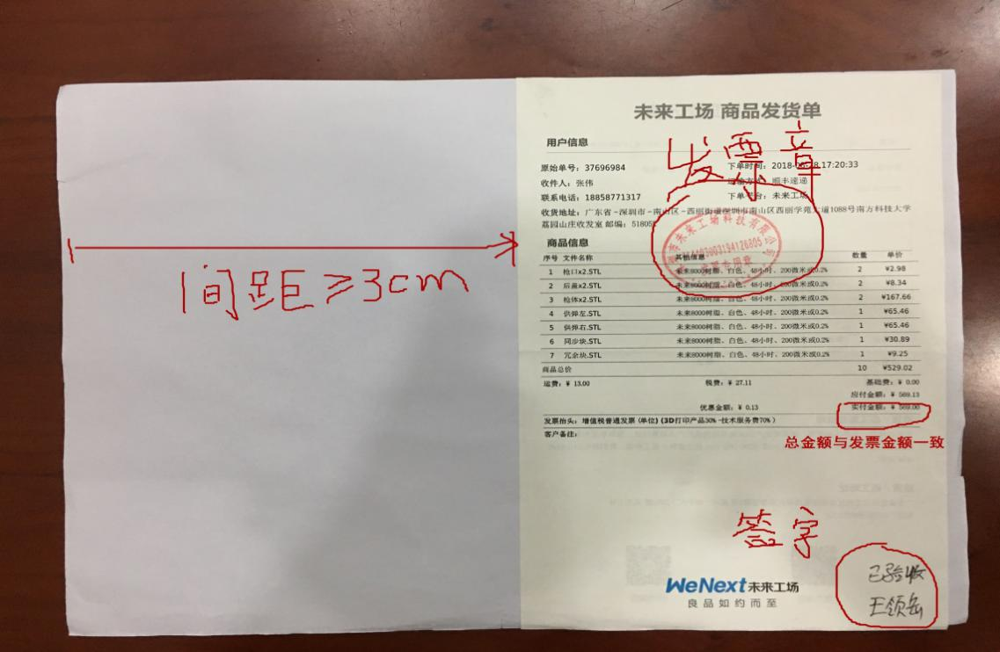 未来工场 商品发货单
用户信息
发票章
原始单号：37696984
下单时间：2018-06-28 17:20:33
收件人：张伟
运输方式：顺丰速递
联系电话：18858771317
下单平台：未来工场
收货地址：广东省-深圳市-南山区-西丽街道深圳市南山区西丽学苑大道1088号南方科技大学
荔园山庄收发室 邮编：518055
商品信息
序号 文件名称 其他信息 数量 单价
1 枪口x2.STL 未来8000树脂、白色、48小时、200微米或0.2% 2 ¥2.98
2 后盖x2.STL 未来8000树脂、白色、48小时、200微米或0.2% 2 ¥8.34
3 枪体x2.STL 未来8000树脂、白色、48小时、200微米或0.2% 2 ¥167.66
4 供弹左.STL 未来8000树脂、白色、48小时、200微米或0.2% 1 ¥65.46
5 供弹右.STL 未来8000树脂、白色、48小时、200微米或0.2% 1 ¥65.46
6 同步块.STL 未来8000树脂、白色、48小时、200微米或0.2% 1 ¥30.89
7 冗余块.STL 未来8000树脂、白色、48小时、200微米或0.2% 1 ¥9.25
商品总价 10 ¥529.02
运费：¥ 13.00 税费：¥ 27.11 基础费：¥ 0.00
应付金额：¥ 569.13
优惠金额：¥ 0.13 实付金额：¥ 569.00
发票抬头：增值税普通发票 (单位) (3D打印产品30% -技术服务费70% )
客户备注：
总金额与发票金额一致
间距≥3cm
签字
已验收
王领岳
WeNext 未来工场
良品如约而至